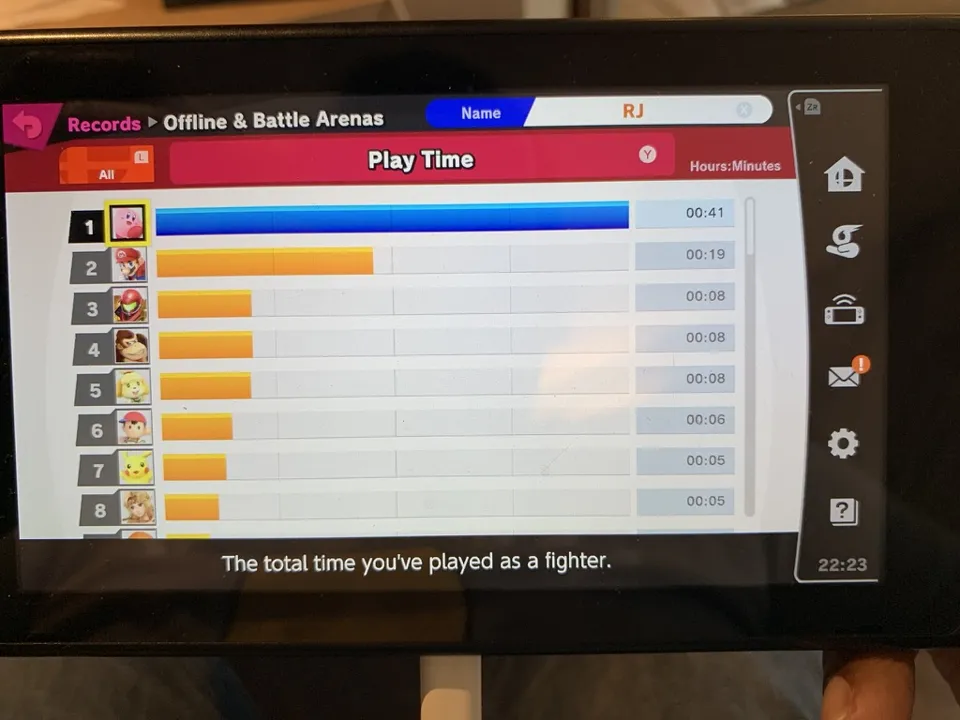 Records ▸ Offline & Battle Arenas
Name RJ
ZR
L
All
Play Time
Y
Hours:Minutes
1 00:41
2 00:19
3 00:08
4 00:08
5 00:08
6 00:06
7 00:05
8 00:05
!
?
The total time you've played as a fighter.
22:23